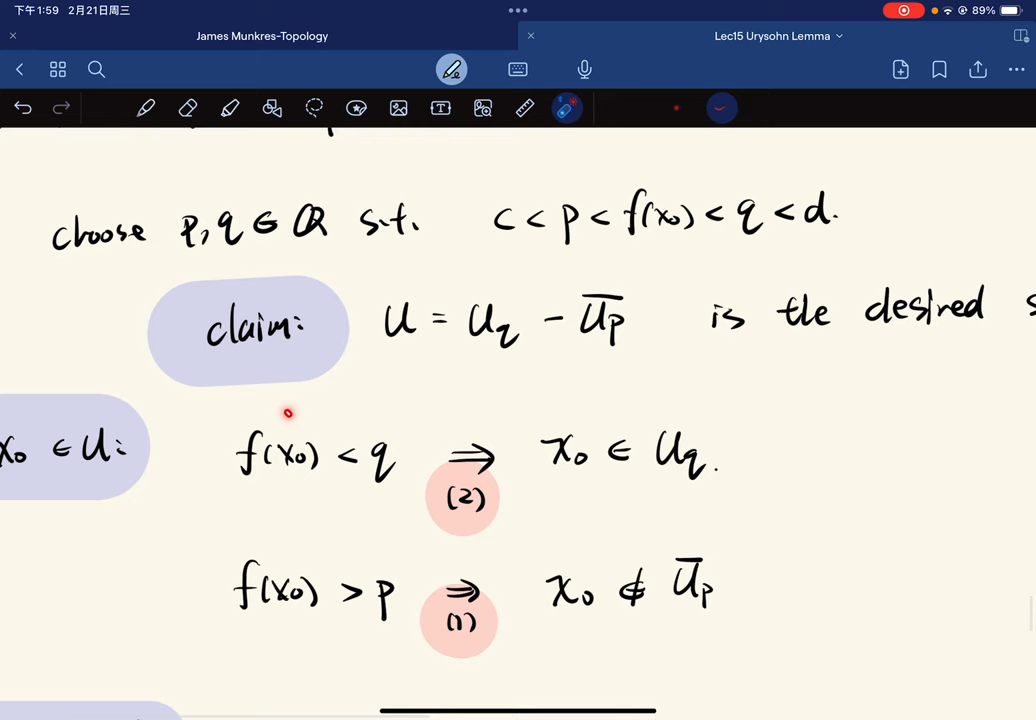 下午1:59 2月21日周三
89%
James Munkres-Topology
Lec15 Urysohn Lemma
choose p, q ∈ Q s.t. c < p < f(x₀) < q < d.
claim: U = U_q - \overline{U_p} is the desired s
x₀ ∈ U: f(x₀) < q ⇒ x₀ ∈ U_q.
(2)
f(x₀) > p ⇒ x₀ ∉ \overline{U}_p
(1)